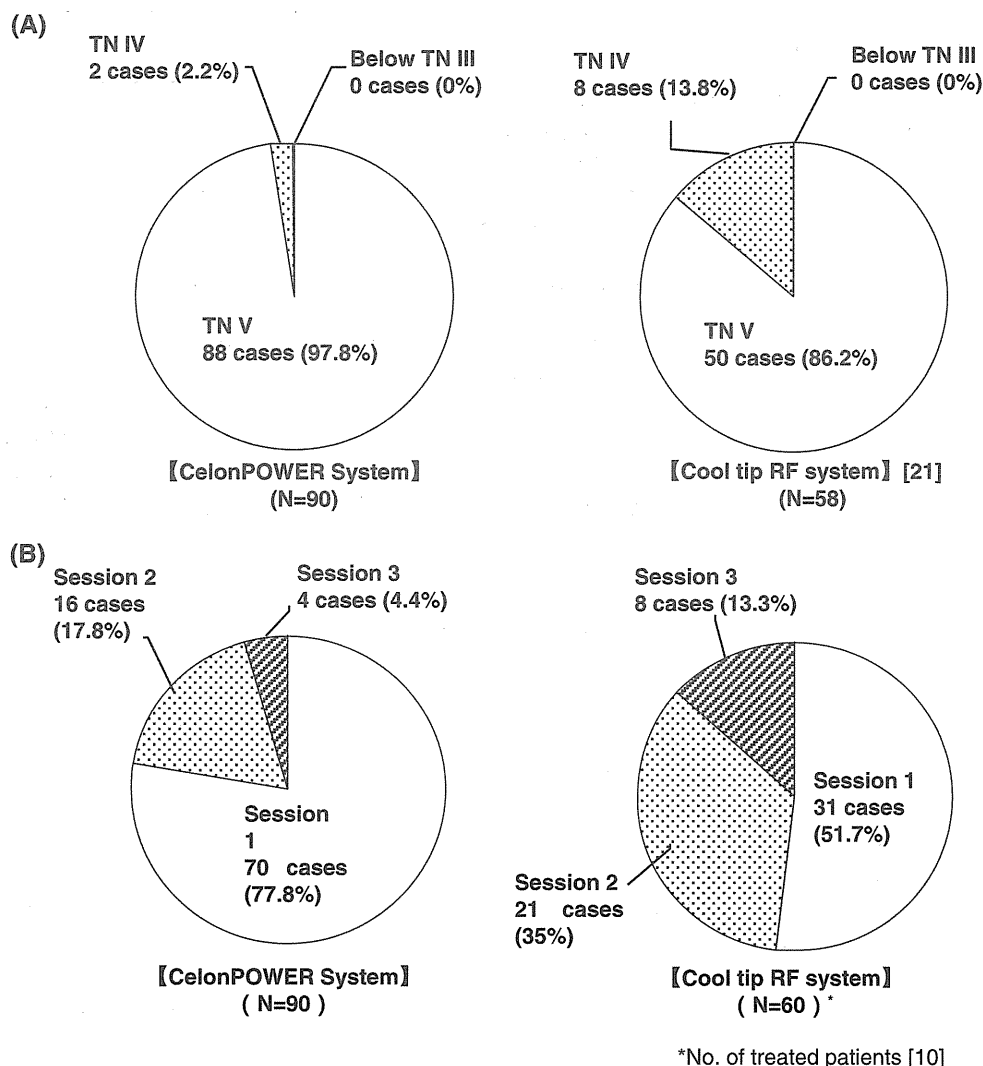 (A)
TN IV
2 cases (2.2%)
Below TN III
0 cases (0%)
TN V
88 cases (97.8%)
【CelonPOWER System】
(N=90)
TN IV
8 cases (13.8%)
Below TN III
0 cases (0%)
TN V
50 cases (86.2%)
【Cool tip RF system】 [21]
(N=58)
(B)
Session 2
16 cases
(17.8%)
Session 3
4 cases (4.4%)
Session
1
70 cases
(77.8%)
【CelonPOWER System】
( N=90 )
Session 3
8 cases (13.3%)
Session 1
31 cases
(51.7%)
Session 2
21 cases
(35%)
【Cool tip RF system】
( N=60 ) *
*No. of treated patients [10]